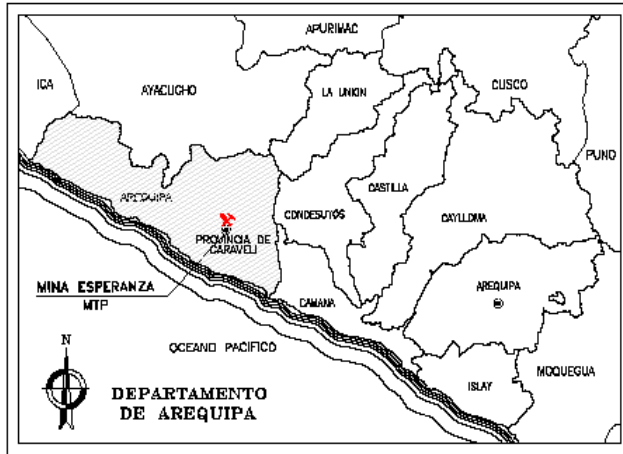 APURIMAC
ICA
AYACUCHO
LA UNION
CUSCO
PUNO
AREQUIPA
CASTILLA
CONDESUYOS
CAYLLOMA
PROVINCIA DE
CARAVELI
MINA ESPERANZA
MTP
CAMANA
AREQUIPA
OCEANO PACIFICO
N
MOQUEGUA
ISLAY
DEPARTAMENTO
DE AREQUIPA